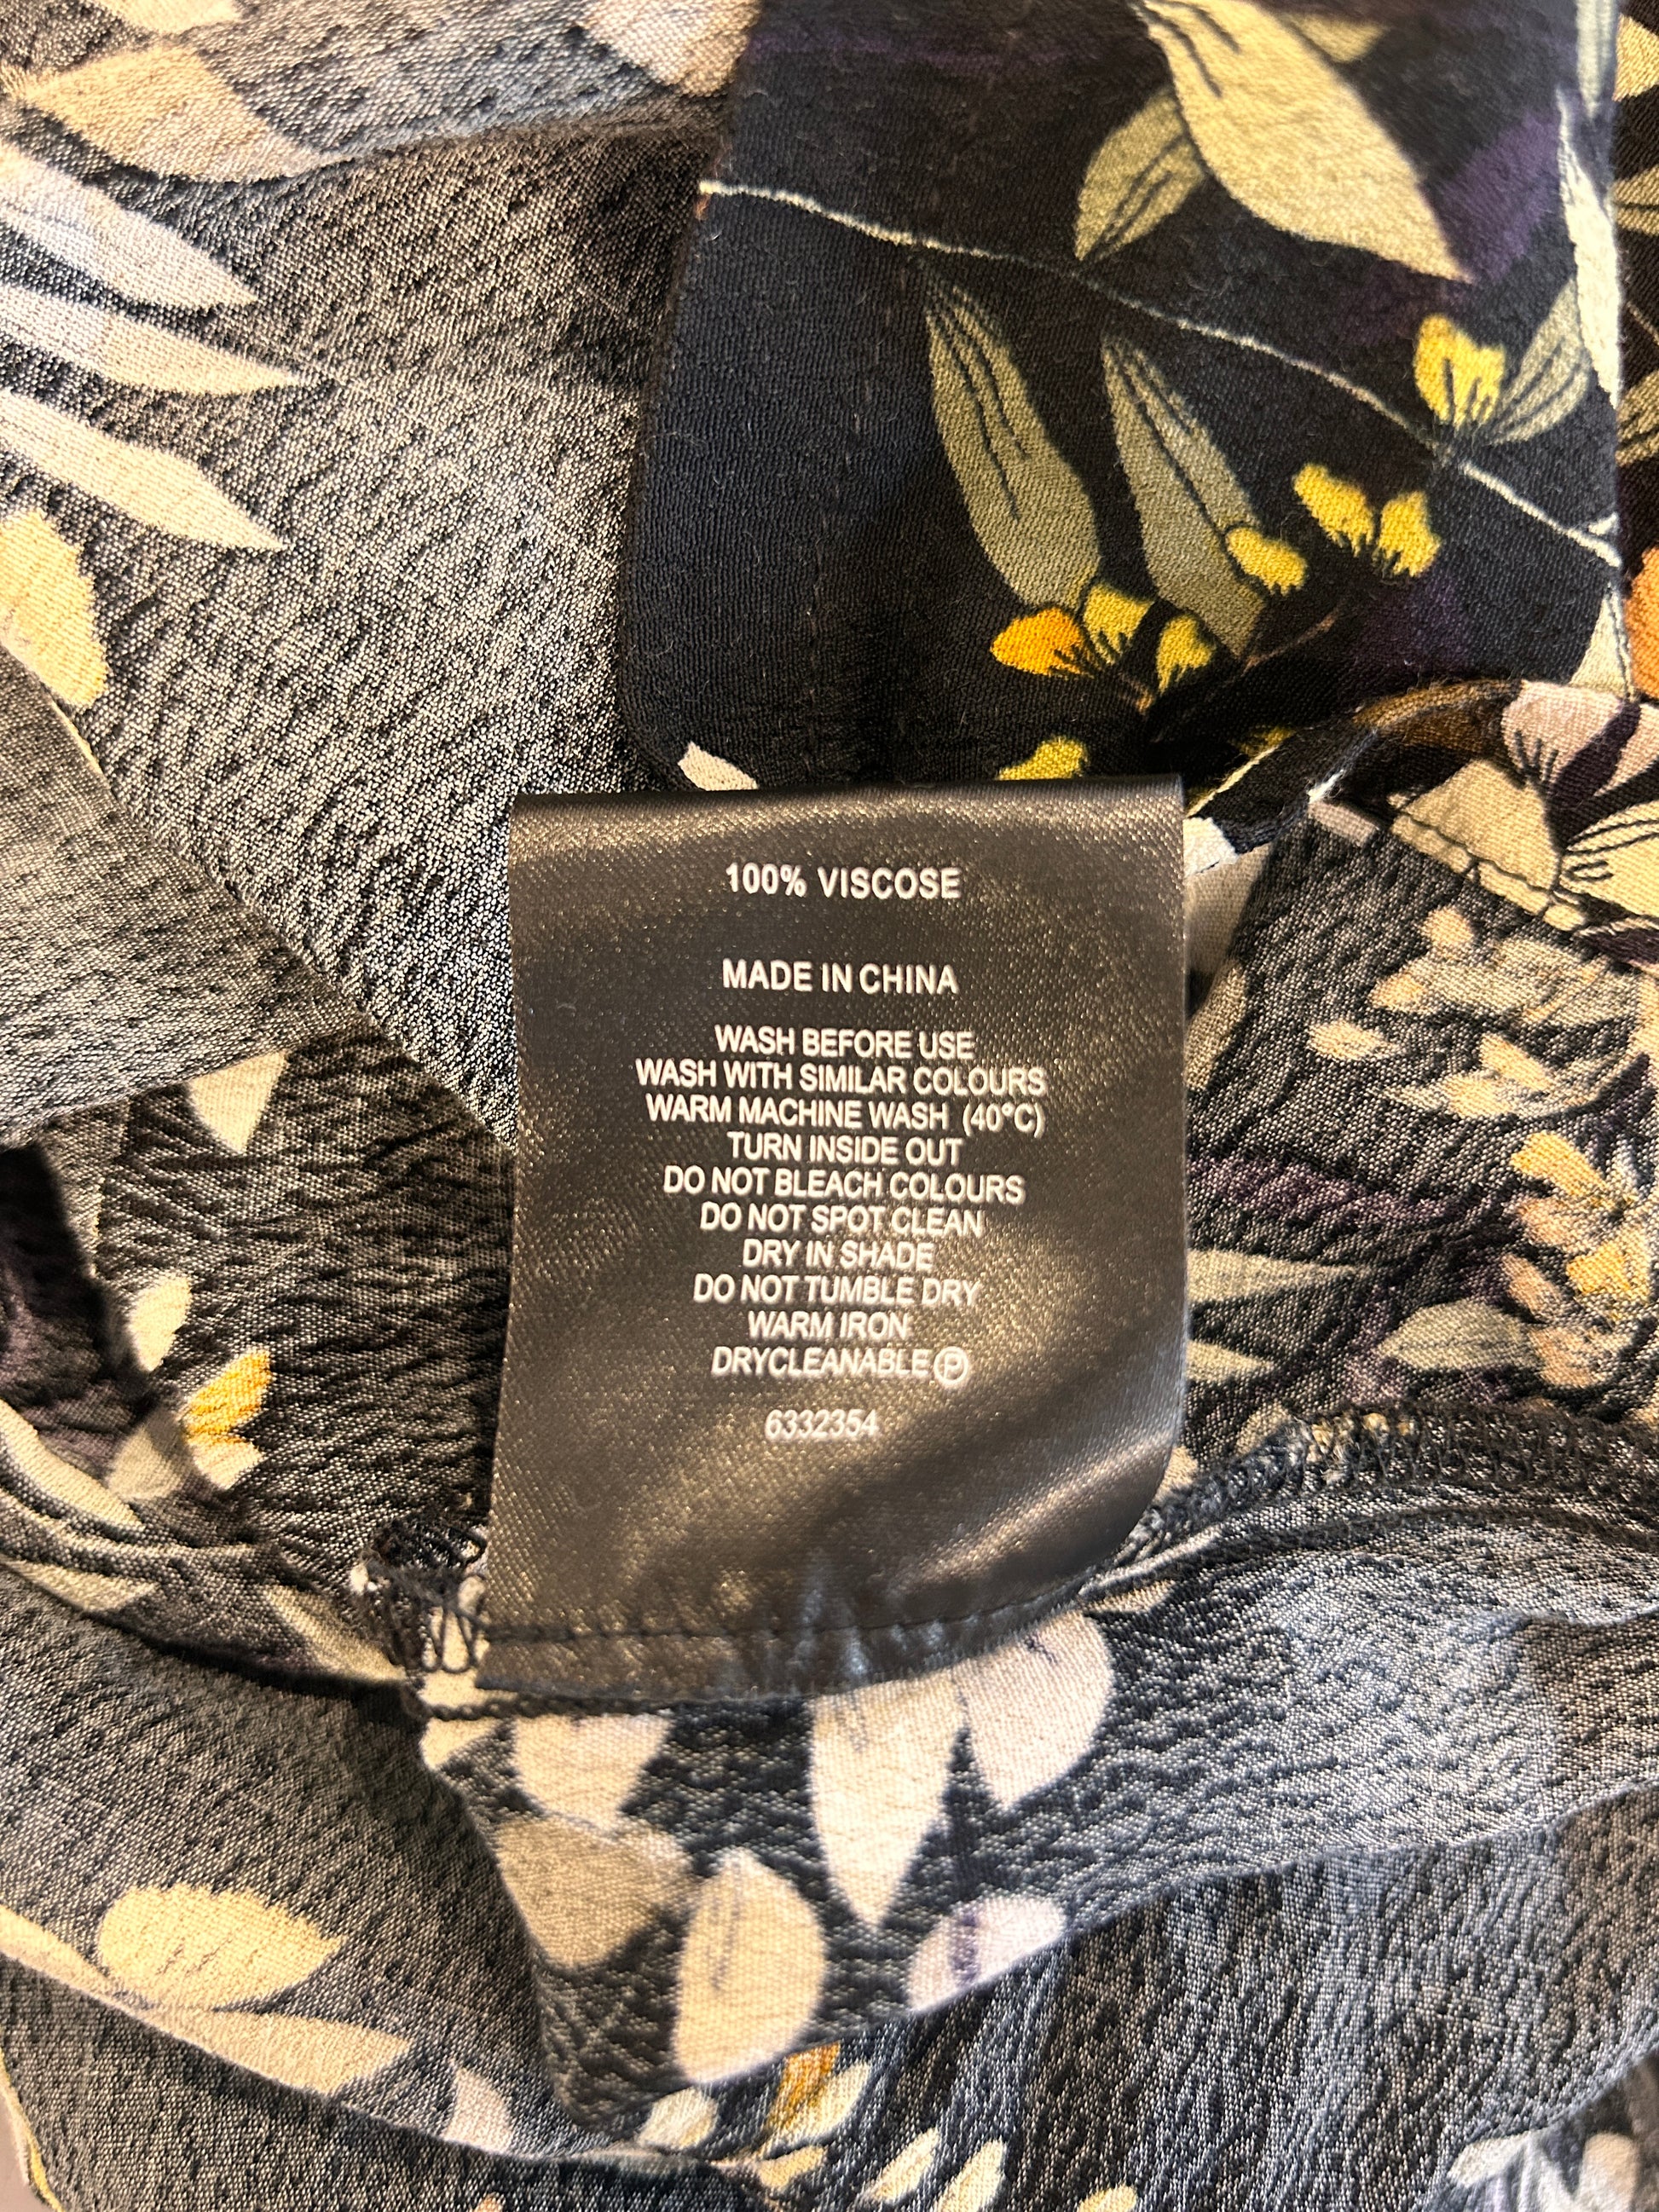 100% VISCOSE
MADE IN CHINA
WASH BEFORE USE
WASH WITH SIMILAR COLOURS
WARM MACHINE WASH (40°C)
TURN INSIDE OUT
DO NOT BLEACH COLOURS
DO NOT SPOT CLEAN
DRY IN SHADE
DO NOT TUMBLE DRY
WARM IRON
DRYCLEANABLE Ⓟ
6332354